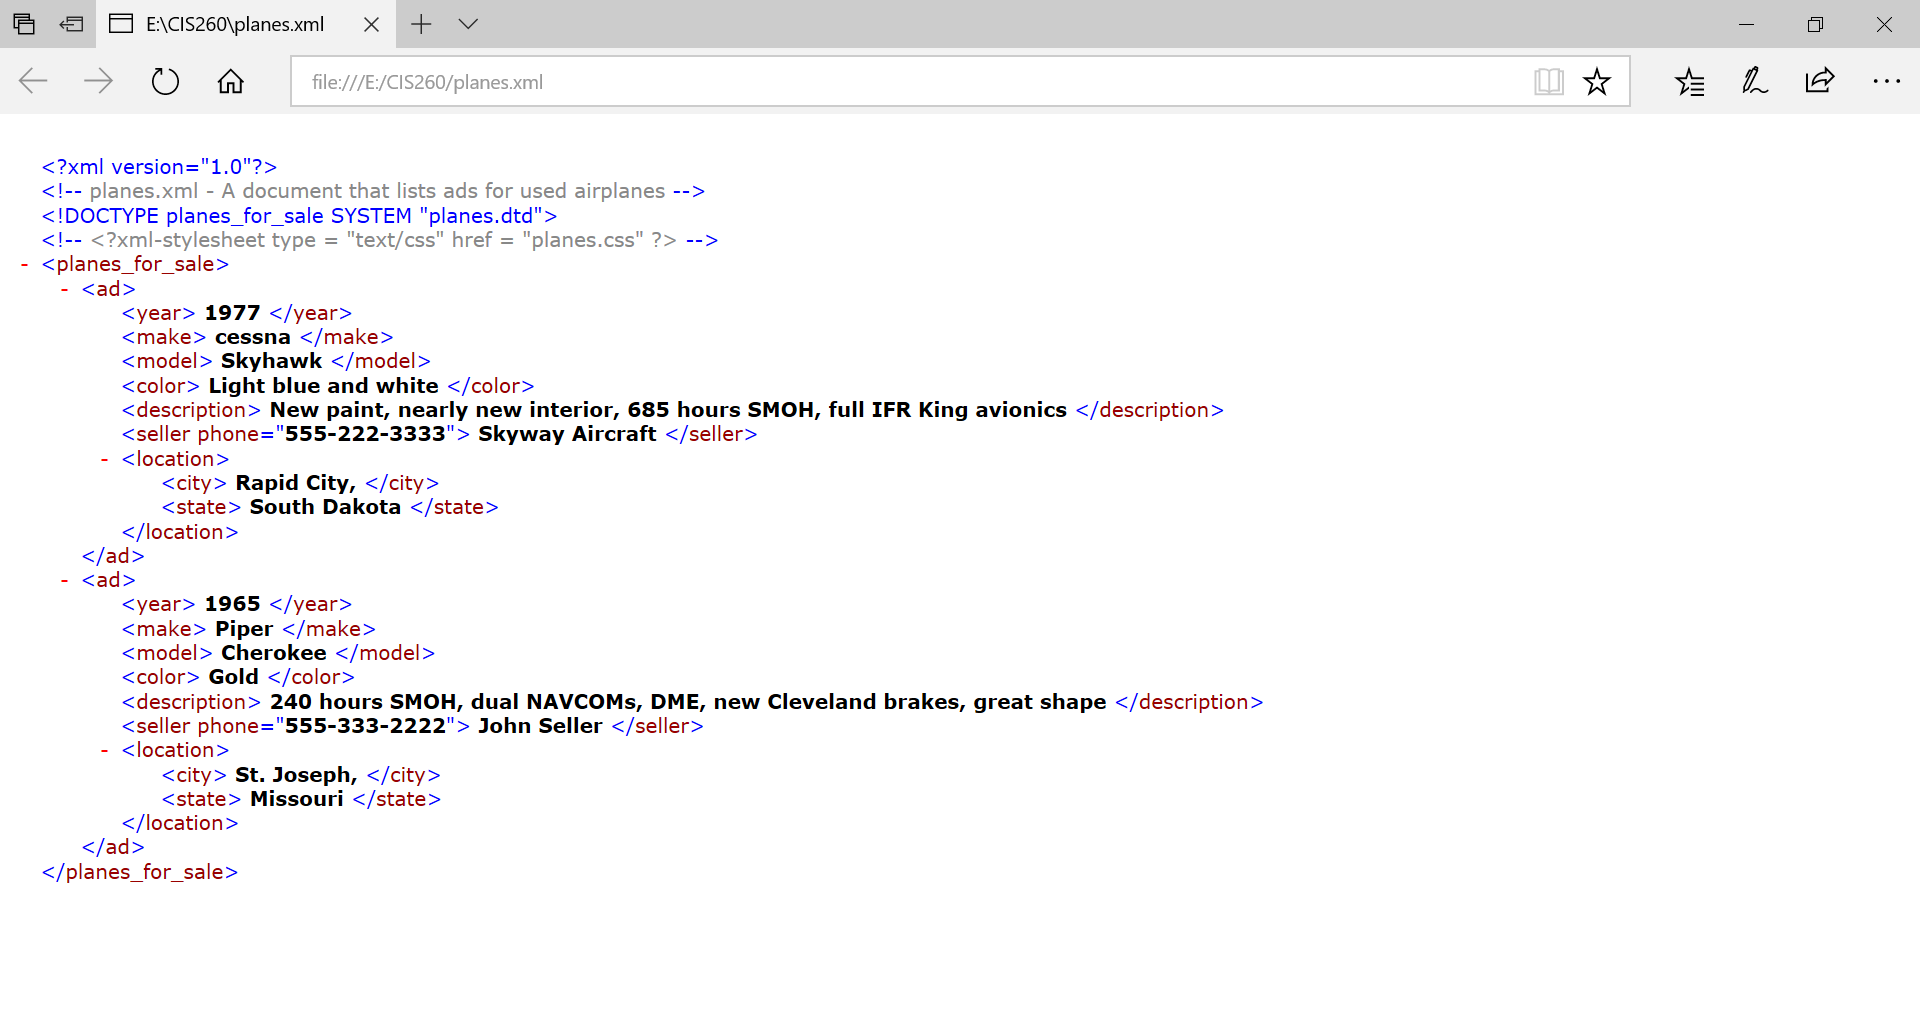 E:\CIS260\planes.xml
file:///E:/CIS260/planes.xml
<?xml version="1.0"?>
<!-- planes.xml - A document that lists ads for used airplanes -->
<!DOCTYPE planes_for_sale SYSTEM "planes.dtd">
<!-- <?xml-stylesheet type = "text/css" href = "planes.css" ?> -->
- <planes_for_sale>
- <ad>
<year> 1977 </year>
<make> cessna </make>
<model> Skyhawk </model>
<color> Light blue and white </color>
<description> New paint, nearly new interior, 685 hours SMOH, full IFR King avionics </description>
<seller phone="555-222-3333"> Skyway Aircraft </seller>
- <location>
<city> Rapid City, </city>
<state> South Dakota </state>
</location>
</ad>
- <ad>
<year> 1965 </year>
<make> Piper </make>
<model> Cherokee </model>
<color> Gold </color>
<description> 240 hours SMOH, dual NAVCOMs, DME, new Cleveland brakes, great shape </description>
<seller phone="555-333-2222"> John Seller </seller>
- <location>
<city> St. Joseph, </city>
<state> Missouri </state>
</location>
</ad>
</planes_for_sale>